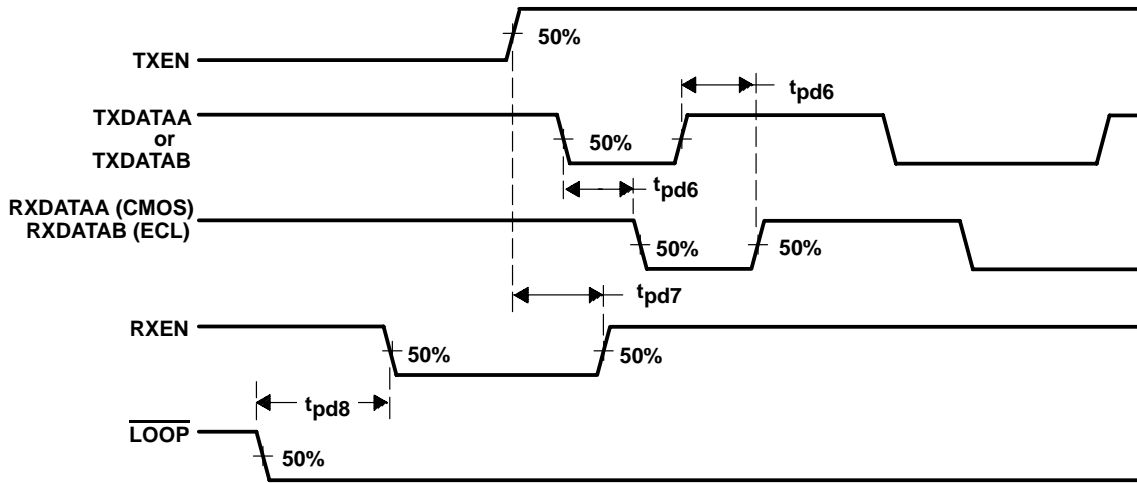 50%
TXEN
tpd6
TXDATAA
or
TXDATAB
50%
tpd6
RXDATAA (CMOS)
RXDATAB (ECL)
50%
50%
tpd7
RXEN
50%
50%
tpd8
LOOP
50%